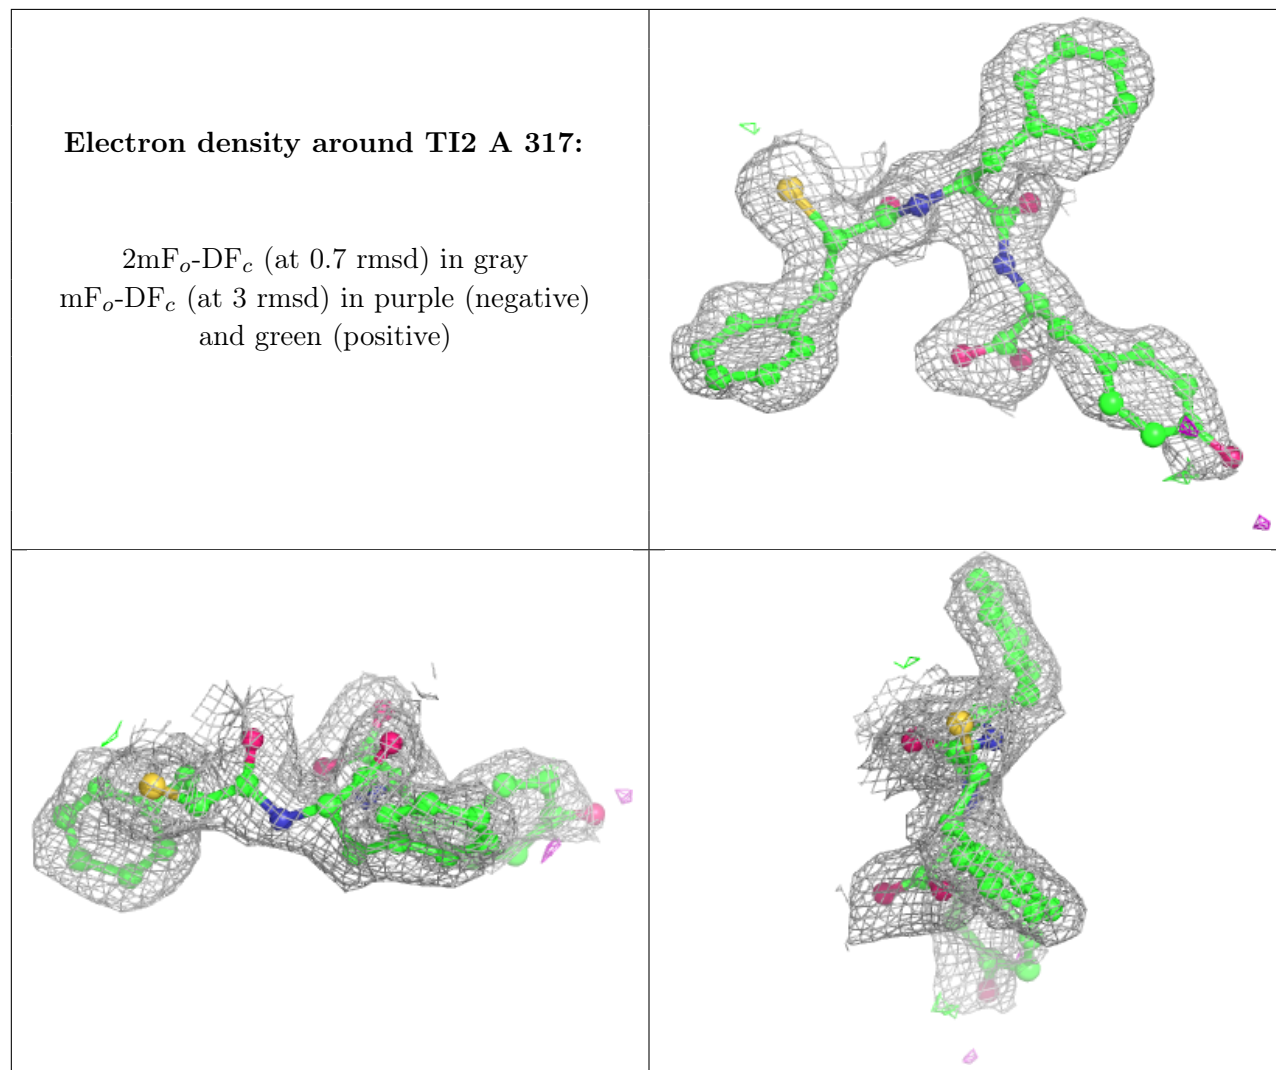 Electron density around TI2 A 317:
2mFₒ-DF𝒸 (at 0.7 rmsd) in gray
mFₒ-DF𝒸 (at 3 rmsd) in purple (negative)
and green (positive)